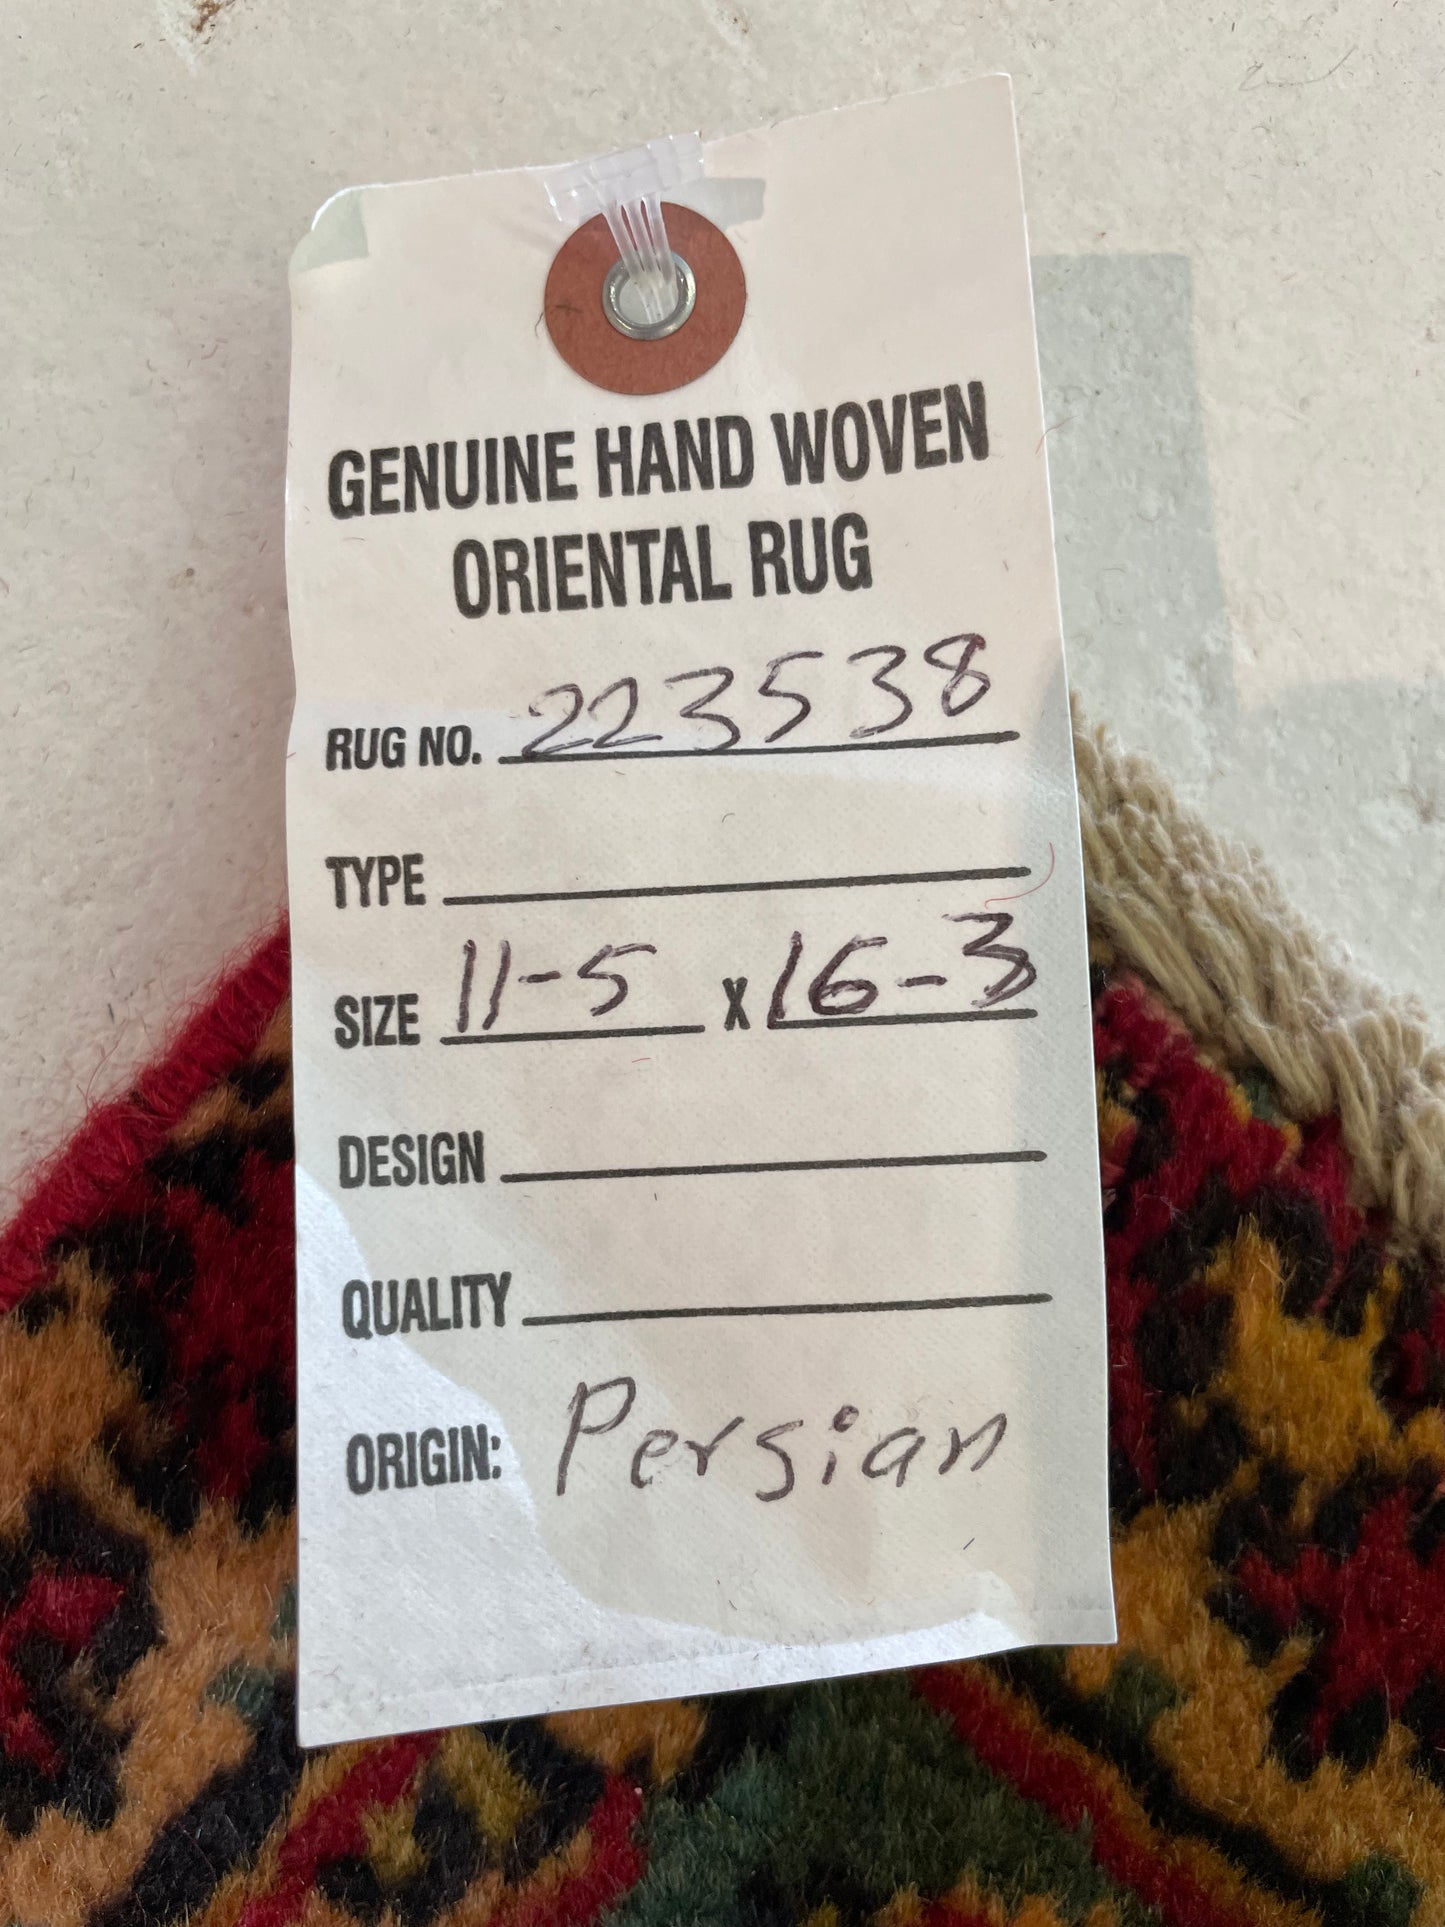 GENUINE HAND WOVEN
ORIENTAL RUG
RUG NO. 223538
TYPE
SIZE 11-5 X 16-3
DESIGN
QUALITY
ORIGIN: Persian